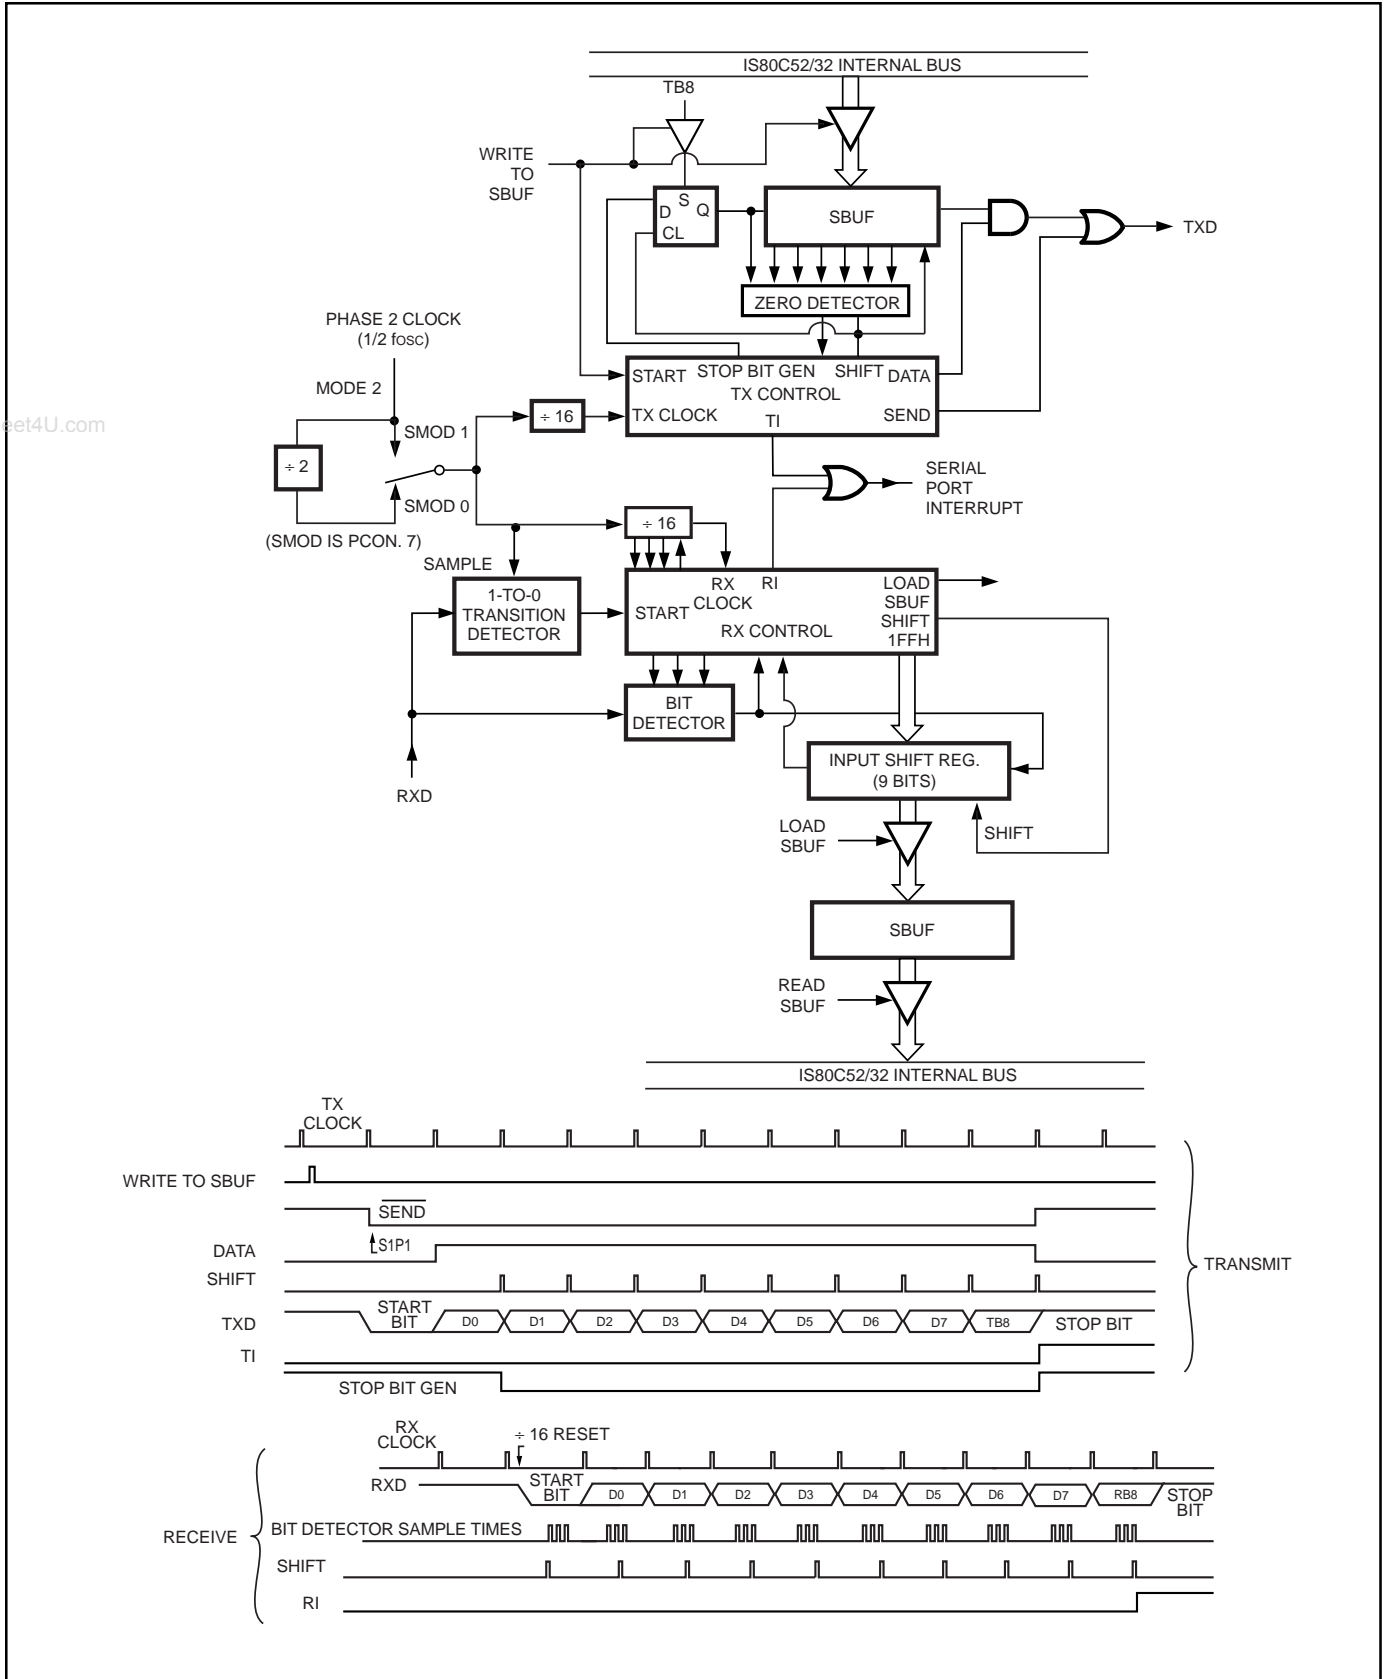 IS80C52/32 INTERNAL BUS
TB8
WRITE
TO
SBUF
S
D
Q
CL
SBUF
TXD
ZERO DETECTOR
PHASE 2 CLOCK
(1/2 fOSC)
MODE 2
eet4U.com
SMOD 1
÷ 2
SMOD 0
(SMOD IS PCON. 7)
÷ 16
START
STOP BIT GEN
SHIFT
DATA
TX CONTROL
TX CLOCK
TI
SEND
SERIAL
PORT
INTERRUPT
÷ 16
SAMPLE
1-TO-0
TRANSITION
DETECTOR
START
RX
CLOCK
RI
RX CONTROL
LOAD
SBUF
SHIFT
1FFH
BIT
DETECTOR
RXD
INPUT SHIFT REG.
(9 BITS)
LOAD
SBUF
SHIFT
SBUF
READ
SBUF
IS80C52/32 INTERNAL BUS
TX
CLOCK
WRITE TO SBUF
SEND
S1P1
DATA
SHIFT
TRANSMIT
TXD
START
BIT
D0 D1 D2 D3 D4 D5 D6 D7 TB8
STOP BIT
TI
STOP BIT GEN
RX
CLOCK
÷ 16 RESET
RXD
START
BIT
D0 D1 D2 D3 D4 D5 D6 D7 RB8
STOP
BIT
RECEIVE
BIT DETECTOR SAMPLE TIMES
SHIFT
RI